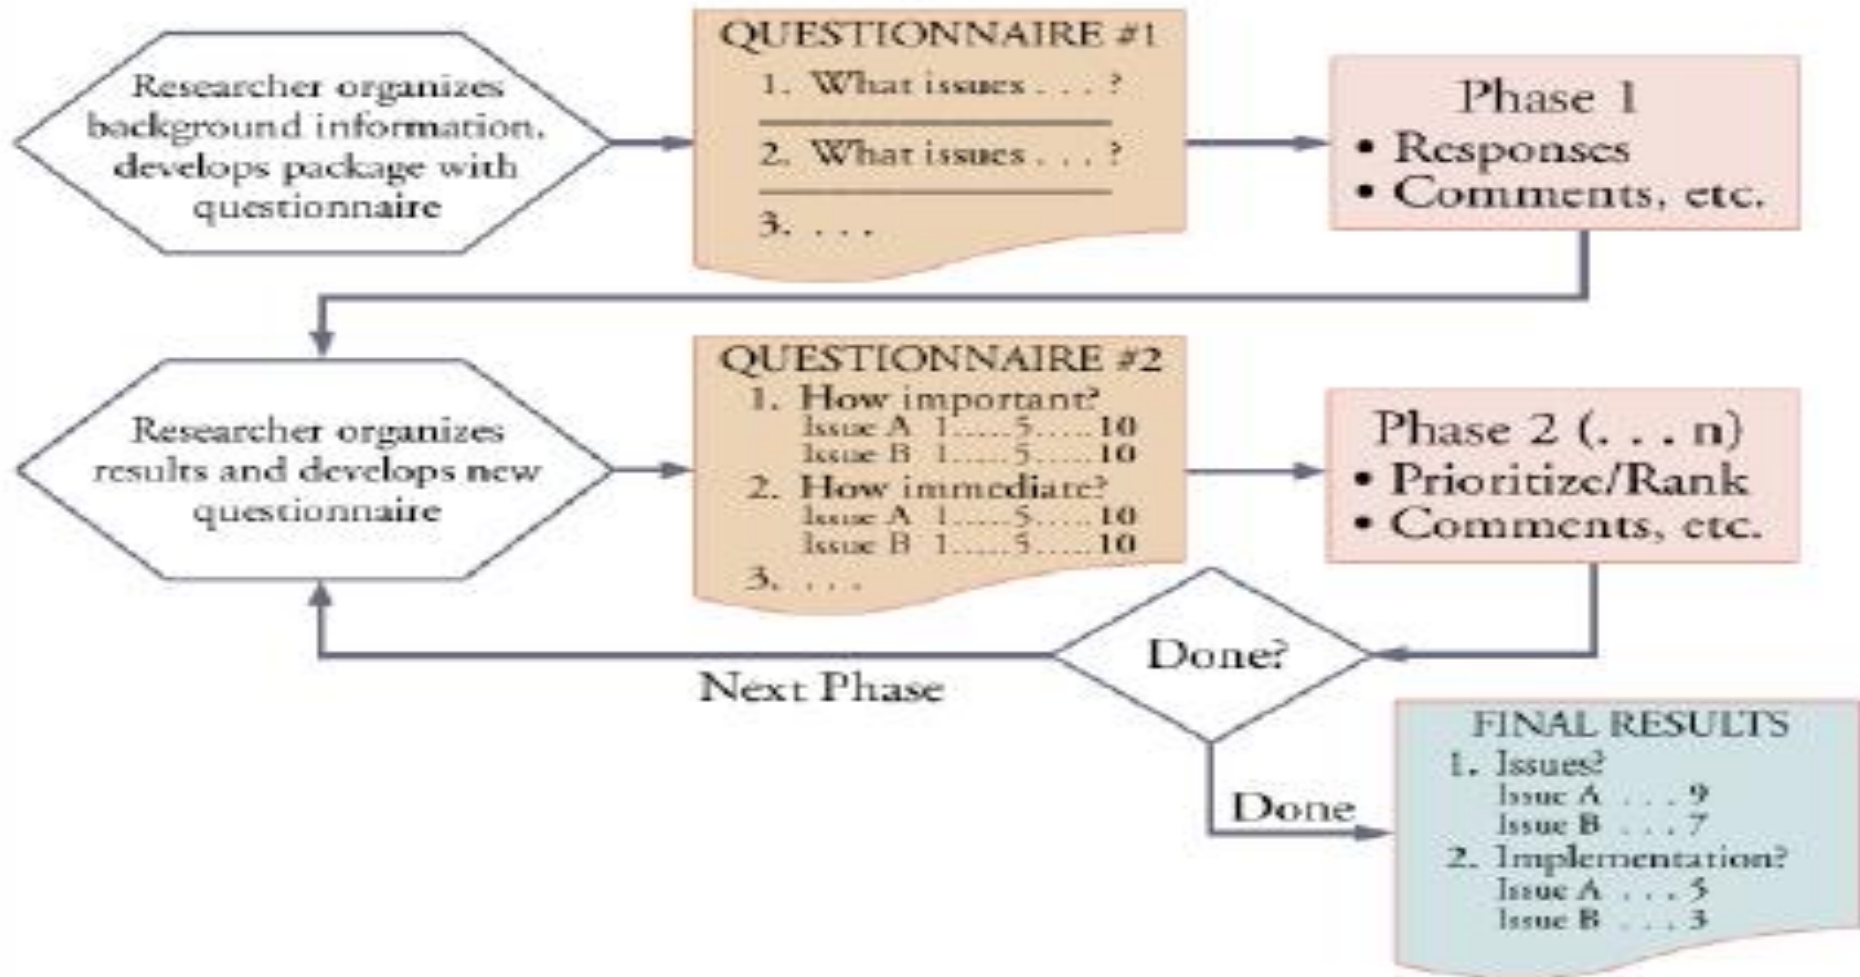 Researcher organizes
background information,
develops package with
questionnaire
QUESTIONNAIRE #1
1. What issues . . . ?
2. What issues . . . ?
3. . . .
Phase 1
• Responses
• Comments, etc.
Researcher organizes
results and develops new
questionnaire
QUESTIONNAIRE #2
1. How important?
Issue A 1.....5.....10
Issue B 1.....5.....10
2. How immediate?
Issue A 1.....5.....10
Issue B 1.....5.....10
3. . . .
Phase 2 (. . . n)
• Prioritize/Rank
• Comments, etc.
Done?
Next Phase
Done
FINAL RESULTS
1. Issues?
Issue A . . . 9
Issue B . . . 7
2. Implementation?
Issue A . . . 5
Issue B . . . 3